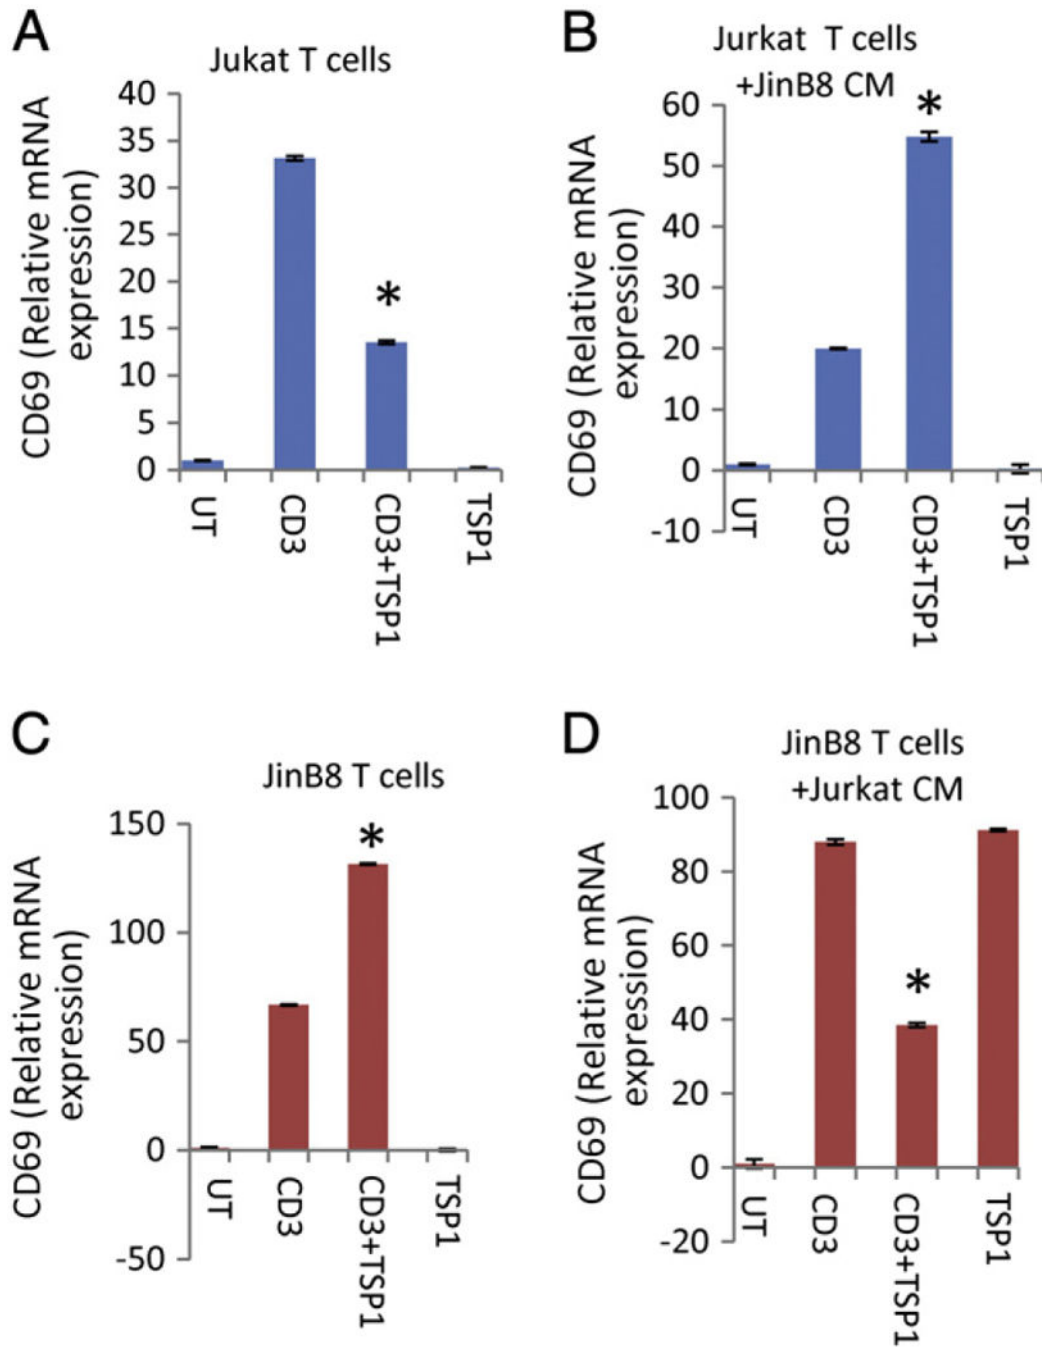 A
Jukat T cells
CD69 (Relative mRNA
expression)
40
35
30
25
20
15
10
5
0
UT
CD3
CD3+TSP1
TSP1
*
B
Jurkat T cells
+JinB8 CM
CD69 (Relative mRNA
expression)
60
50
40
30
20
10
0
-10
UT
CD3
CD3+TSP1
TSP1
*
C
JinB8 T cells
CD69 (Relative mRNA
expression)
150
100
50
0
-50
UT
CD3
CD3+TSP1
TSP1
*
D
JinB8 T cells
+Jurkat CM
CD69 (Relative mRNA
expression)
100
80
60
40
20
0
-20
UT
CD3
CD3+TSP1
TSP1
*